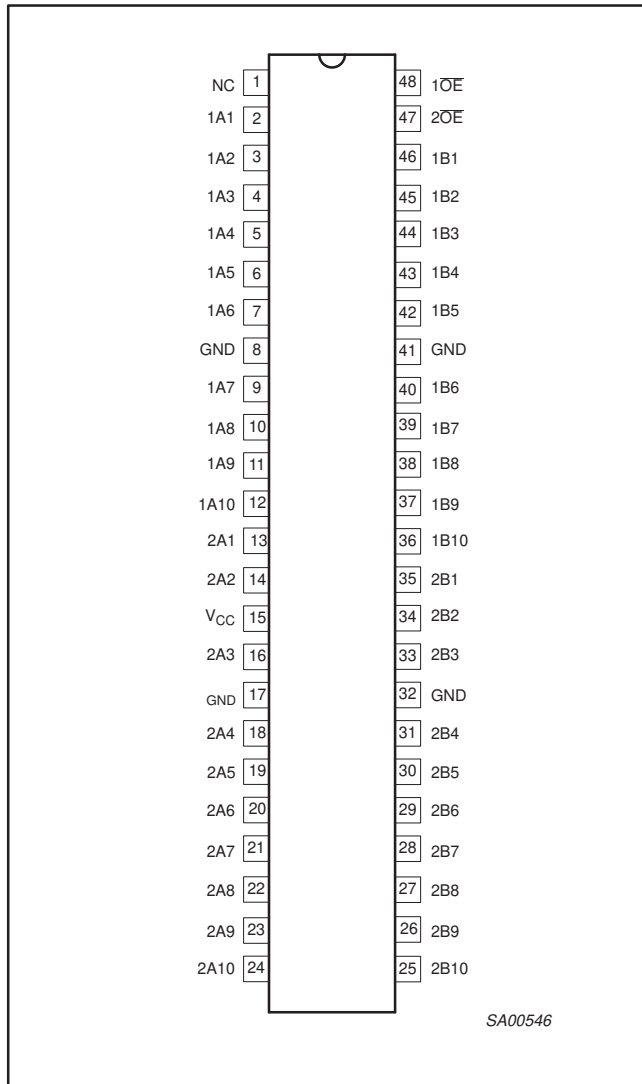 NC 1 48 1O̅E̅
1A1 2 47 2O̅E̅
1A2 3 46 1B1
1A3 4 45 1B2
1A4 5 44 1B3
1A5 6 43 1B4
1A6 7 42 1B5
GND 8 41 GND
1A7 9 40 1B6
1A8 10 39 1B7
1A9 11 38 1B8
1A10 12 37 1B9
2A1 13 36 1B10
2A2 14 35 2B1
VCC 15 34 2B2
2A3 16 33 2B3
GND 17 32 GND
2A4 18 31 2B4
2A5 19 30 2B5
2A6 20 29 2B6
2A7 21 28 2B7
2A8 22 27 2B8
2A9 23 26 2B9
2A10 24 25 2B10
SA00546